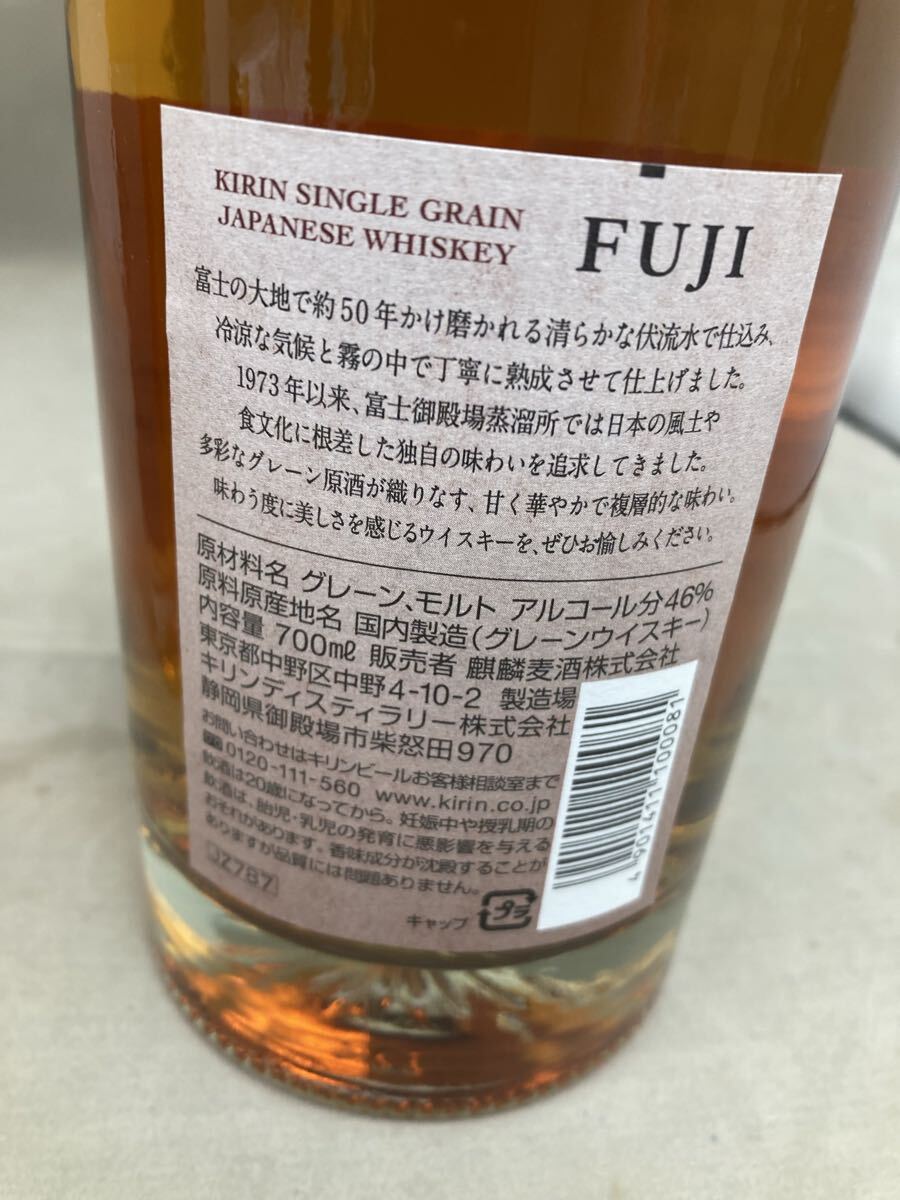 KIRIN SINGLE GRAIN
JAPANESE WHISKEY
FUJI
富士の大地で約50年かけ磨かれる清らかな伏流水で仕込み、
冷涼な気候と霧の中で丁寧に熟成させて仕上げました。
1973年以来、富士御殿場蒸溜所では日本の風土や
食文化に根差した独自の味わいを追求してきました。
多彩なグレーン原酒が織りなす、甘く華やかで複層的な味わい。
味わう度に美しさを感じるウイスキーを、ぜひお愉しみください。
原材料名 グレーン、モルト アルコール分46%
原料原産地名 国内製造(グレーンウイスキー)
内容量 700mℓ 販売者 麒麟麦酒株式会社
東京都中野区中野4-10-2 製造場
キリンディスティラリー株式会社
静岡県御殿場市柴怒田970
お問い合わせはキリンビールお客様相談室まで
0120-111-560 www.kirin.co.jp
飲酒は20歳になってから。妊娠中や授乳期の
飲酒は、胎児・乳児の発育に悪影響を与える
おそれがあります。香味成分が沈殿することが
ありますが品質には問題ありません。
JZ787
キャップ プラ
4901411100081